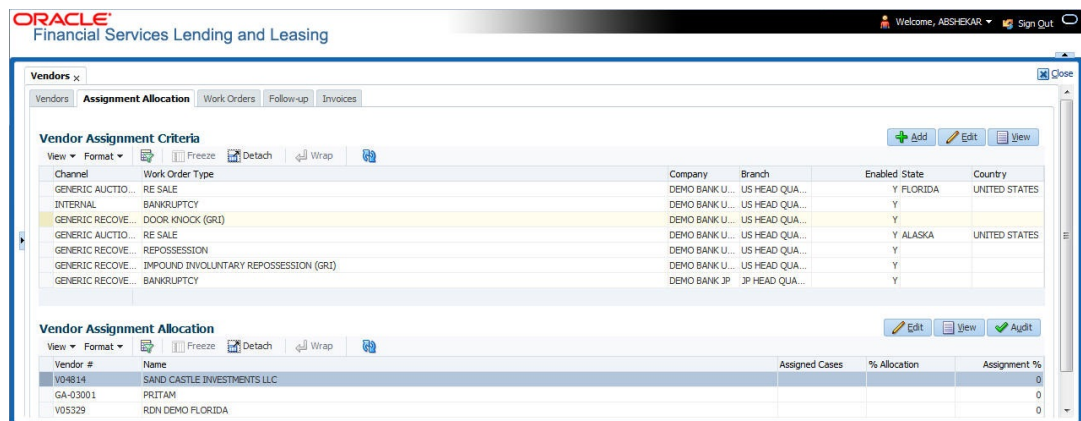 ORACLE
Financial Services Lending and Leasing
Welcome, ABSHEKAR
Sign Out
Vendors x
Close
Vendors Assignment Allocation Work Orders Follow-up Invoices
Vendor Assignment Criteria
Add Edit View
View Format Freeze Detach Wrap
Channel Work Order Type Company Branch Enabled State Country
GENERIC AUCTIO... RE SALE DEMO BANK U... US HEAD QUA... Y FLORIDA UNITED STATES
INTERNAL BANKRUPTCY DEMO BANK U... US HEAD QUA... Y
GENERIC RECOVE... DOOR KNOCK (GRI) DEMO BANK U... US HEAD QUA... Y
GENERIC AUCTIO... RE SALE DEMO BANK U... US HEAD QUA... Y ALASKA UNITED STATES
GENERIC RECOVE... REPOSSESSION DEMO BANK U... US HEAD QUA... Y
GENERIC RECOVE... IMPOUND INVOLUNTARY REPOSSESSION (GRI) DEMO BANK U... US HEAD QUA... Y
GENERIC RECOVE... BANKRUPTCY DEMO BANK JP JP HEAD QUA... Y
Vendor Assignment Allocation
Edit View Audit
View Format Freeze Detach Wrap
Vendor # Name Assigned Cases % Allocation Assignment %
V04814 SAND CASTLE INVESTMENTS LLC 0
GA-03001 PRITAM 0
V05329 RDN DEMO FLORIDA 0